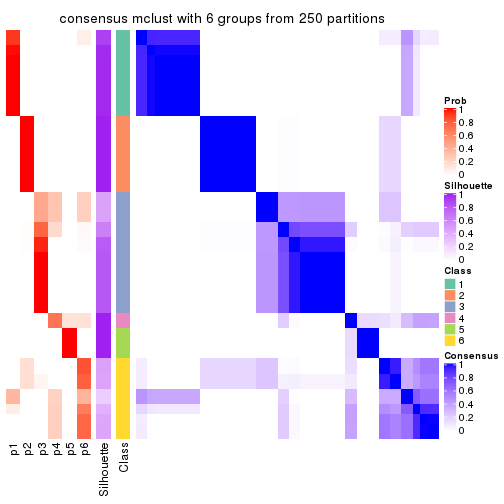 consensus mclust with 6 groups from 250 partitions
Prob
1
0.8
0.6
0.4
0.2
0
Silhouette
1
0.8
0.6
0.4
0.2
0
Class
1
2
3
4
5
6
Consensus
1
0.8
0.6
0.4
0.2
0
p1
p2
p3
p4
p5
p6
Silhouette
Class